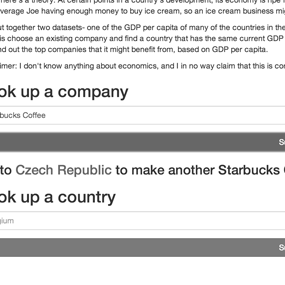 here's a theory: At certain points in a country's development, its economy is ripe
verage Joe having enough money to buy ice cream, so an ice cream business mi
t together two datasets- one of the GDP per capita of many of the countries in the
is choose an existing company and find a country that has the same current GDP
d out the top companies that it might benefit from, based on GDP per capita.
imer: I don't know anything about economics, and I in no way claim that this is co
ok up a company
bucks Coffee
S
to Czech Republic to make another Starbucks
ok up a country
gium
S